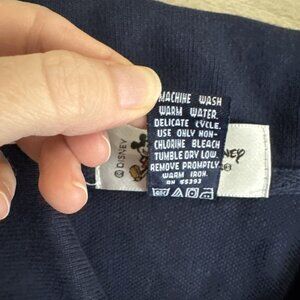 MACHINE WASH
WARM WATER.
DELICATE CYCLE.
USE ONLY NON-
CHLORINE BLEACH
TUMBLE DRY LOW.
REMOVE PROMPTLY.
WARM IRON.
RN 65393
© DISNEY